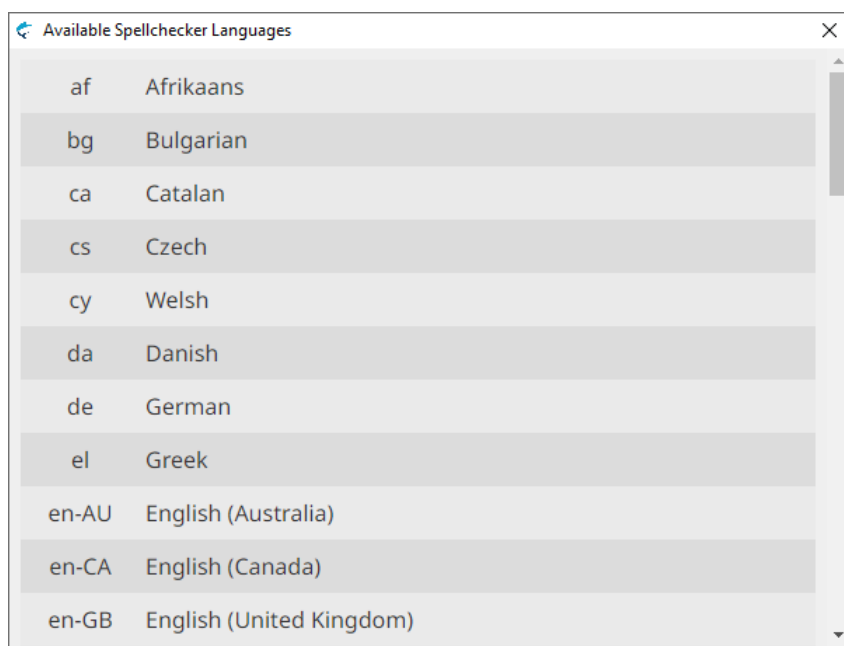 Available Spellchecker Languages
af Afrikaans
bg Bulgarian
ca Catalan
cs Czech
cy Welsh
da Danish
de German
el Greek
en-AU English (Australia)
en-CA English (Canada)
en-GB English (United Kingdom)